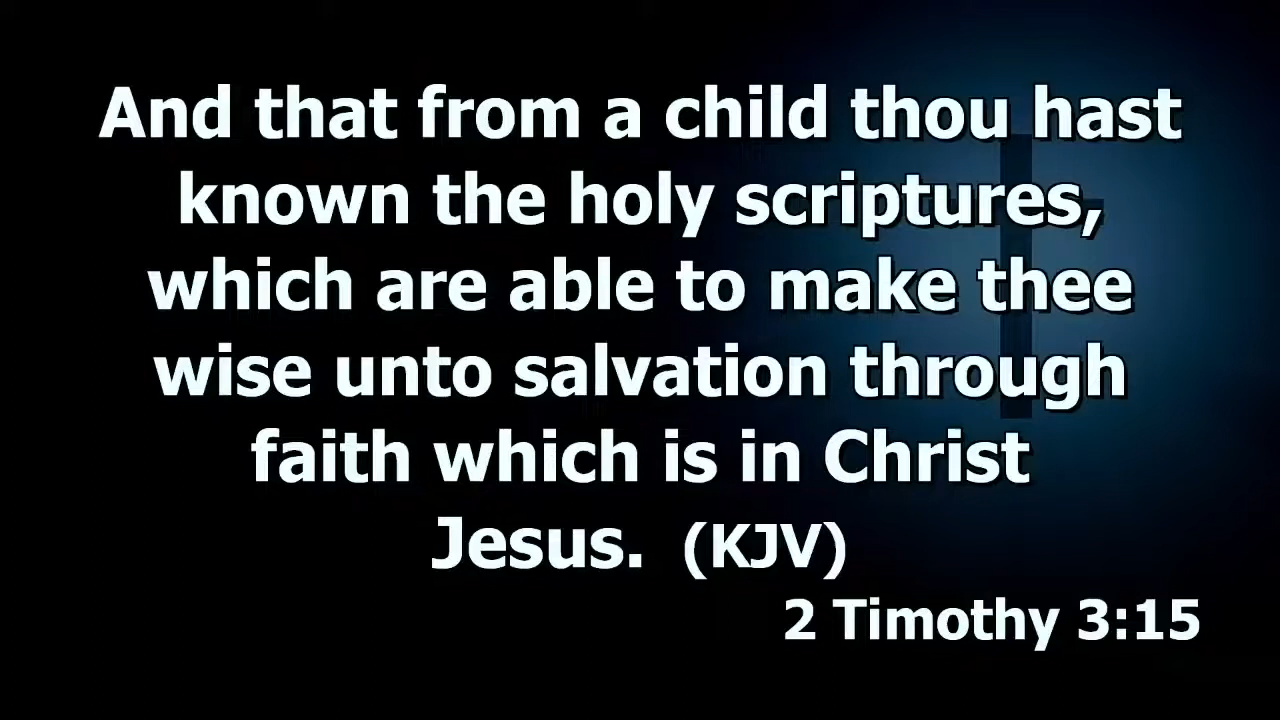 And that from a child thou hast
known the holy scriptures,
which are able to make thee
wise unto salvation through
faith which is in Christ
Jesus. (KJV)
2 Timothy 3:15